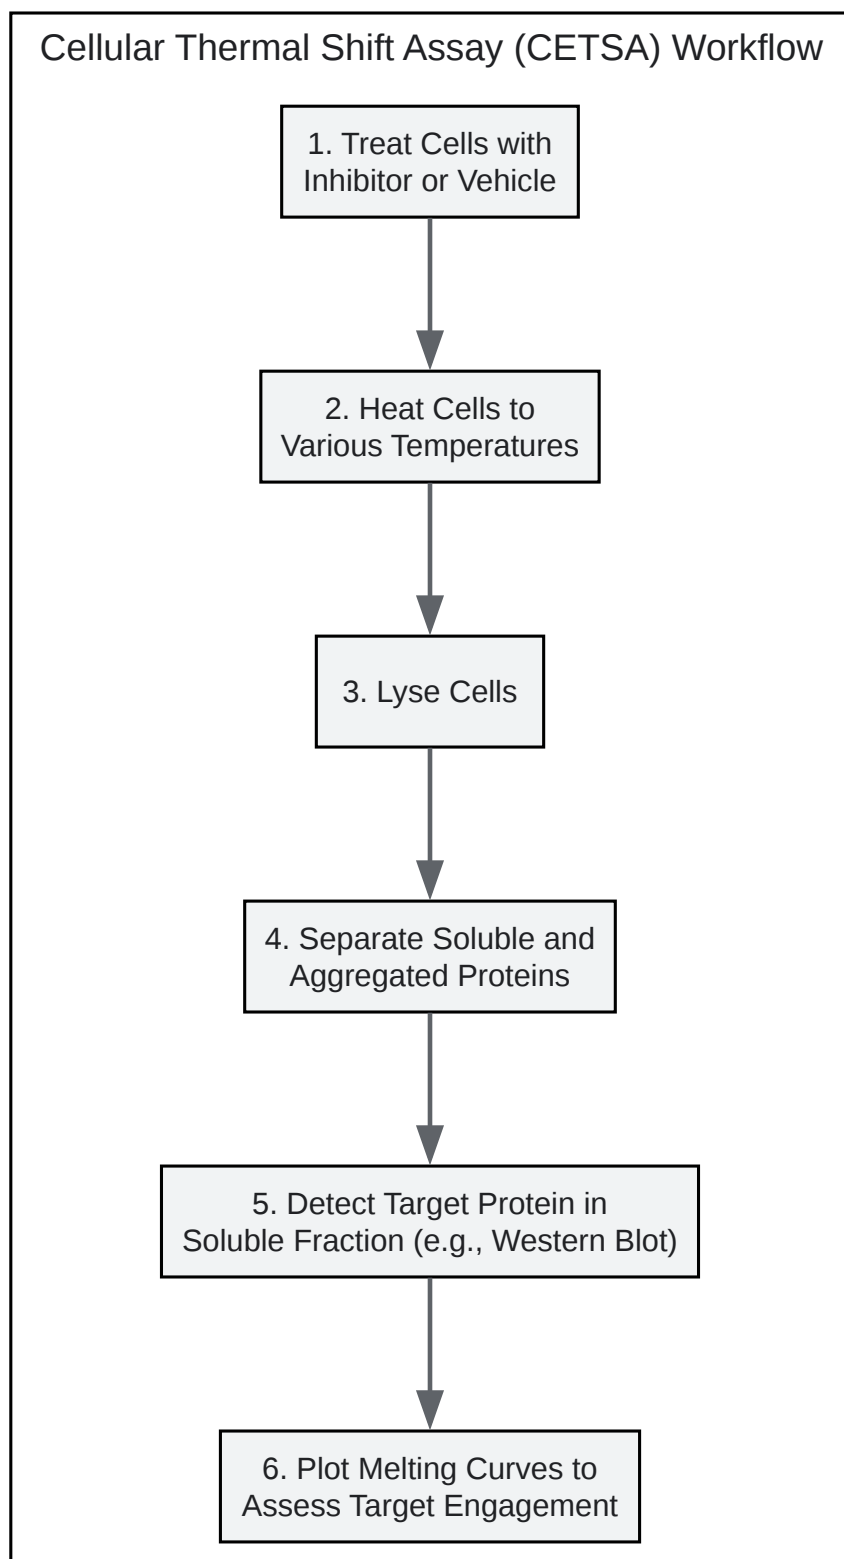 Cellular Thermal Shift Assay (CETSA) Workflow
1. Treat Cells with
Inhibitor or Vehicle
2. Heat Cells to
Various Temperatures
3. Lyse Cells
4. Separate Soluble and
Aggregated Proteins
5. Detect Target Protein in
Soluble Fraction (e.g., Western Blot)
6. Plot Melting Curves to
Assess Target Engagement